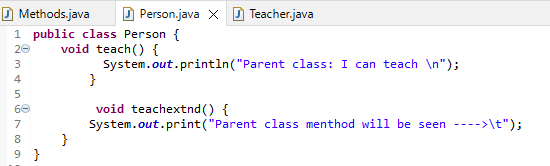 Methods.java Person.java Teacher.java
1 public class Person {
2 void teach() {
3 System.out.println("Parent class: I can teach \n");
4 }
5
6 void teachextnd() {
7 System.out.print("Parent class menthod will be seen ---->\t");
8 }
9 }